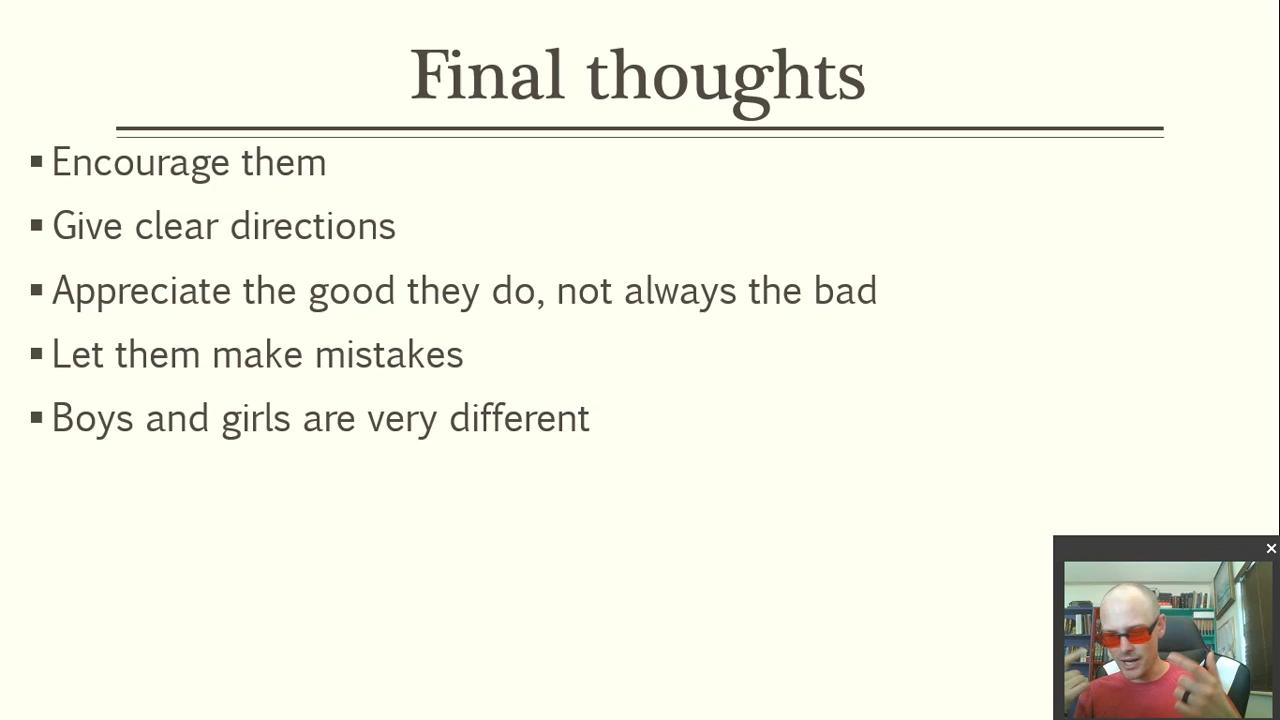 Final thoughts
Encourage them
Give clear directions
Appreciate the good they do, not always the bad
Let them make mistakes
Boys and girls are very different